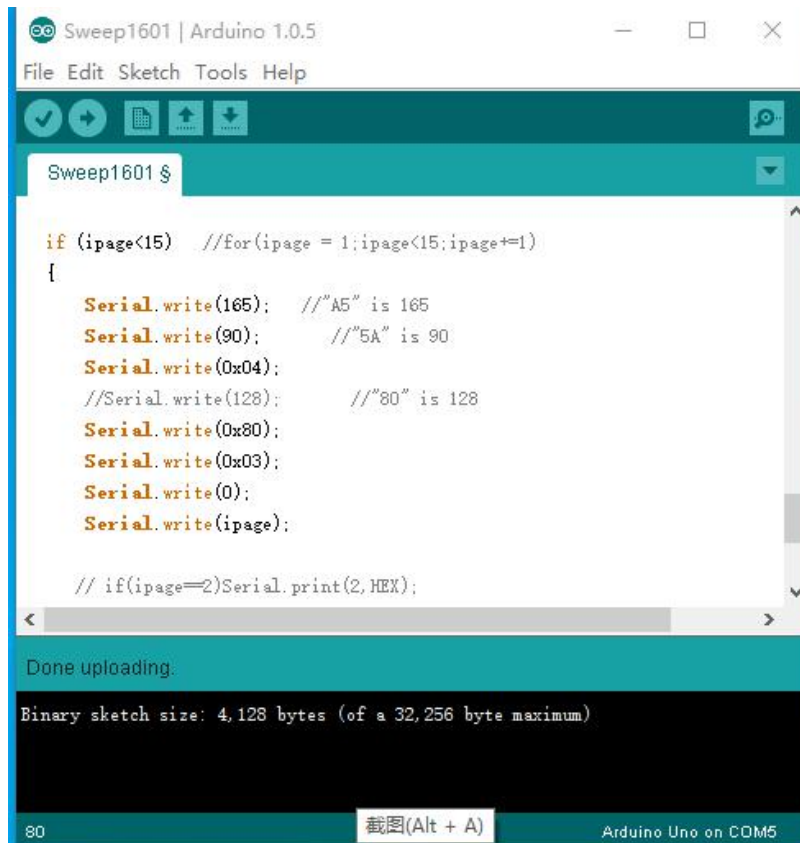 Sweep1601 | Arduino 1.0.5
File Edit Sketch Tools Help
Sweep1601 §
if (ipage<15)   //for(ipage = 1;ipage<15;ipage+=1)
{
Serial.write(165);   //"A5" is 165
Serial.write(90);       //"5A" is 90
Serial.write(0x04);
//Serial.write(128);       //"80" is 128
Serial.write(0x80);
Serial.write(0x03);
Serial.write(0);
Serial.write(ipage);
// if(ipage==2)Serial.print(2,HEX);
Done uploading.
Binary sketch size: 4,128 bytes (of a 32,256 byte maximum)
截图(Alt + A)
80 Arduino Uno on COM5